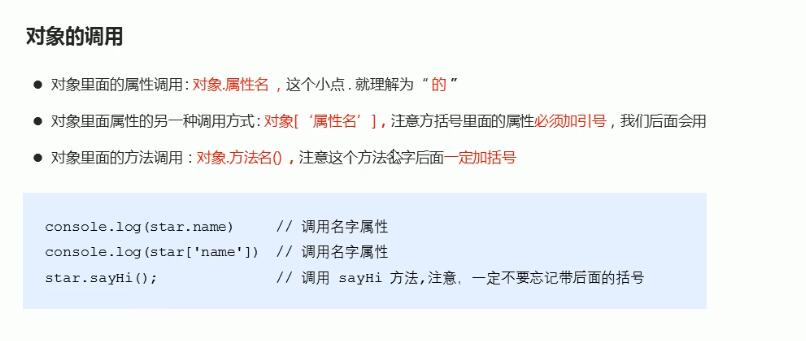 对象的调用
● 对象里面的属性调用 : 对象.属性名 ，这个小点 . 就理解为“ 的 ”
● 对象里面属性的另一种调用方式 : 对象[‘属性名’]，注意方括号里面的属性必须加引号，我们后面会用
● 对象里面的方法调用：对象.方法名() ，注意这个方法名字后面一定加括号
console.log(star.name)     // 调用名字属性
console.log(star['name'])  // 调用名字属性
star.sayHi();              // 调用 sayHi 方法,注意，一定不要忘记带后面的括号